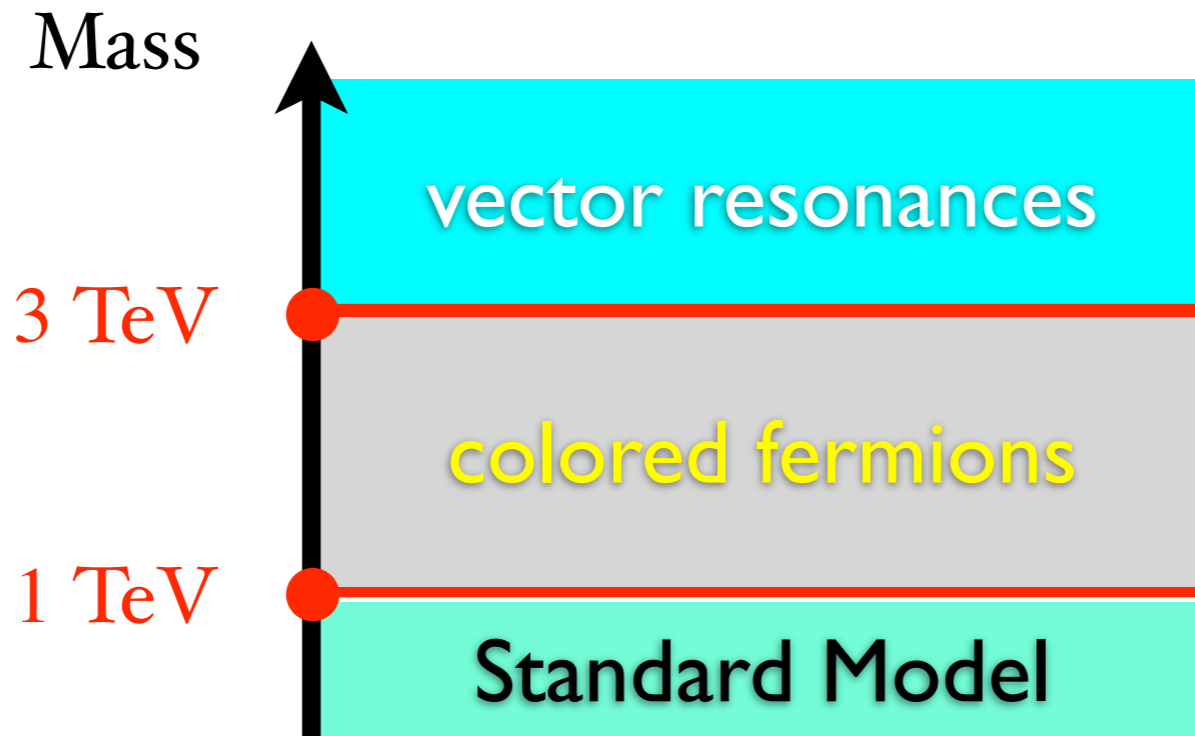 Mass
vector resonances
3 TeV
colored fermions
1 TeV
Standard Model